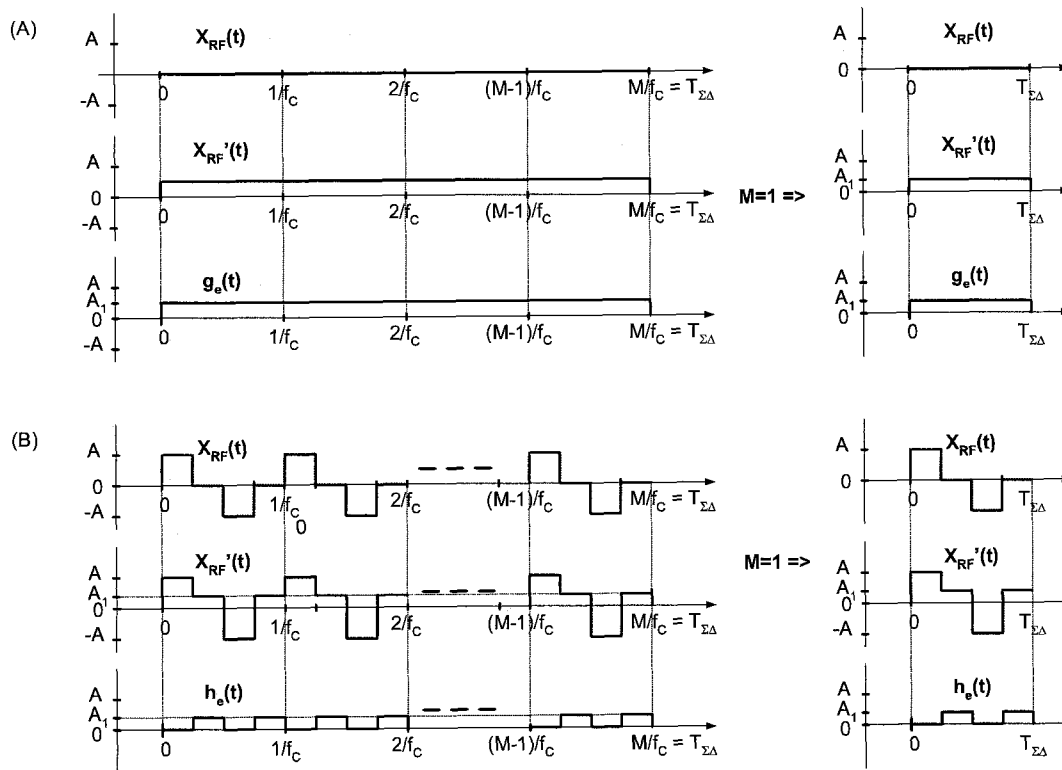 (A)
X_RF(t)
A
-A
0 1/f_C 2/f_C (M-1)/f_C M/f_C = T_ΣΔ
X_RF'(t)
A
0
-A
0 1/f_C 2/f_C (M-1)/f_C M/f_C = T_ΣΔ
g_e(t)
A
A_1
0
-A
0 1/f_C 2/f_C (M-1)/f_C M/f_C = T_ΣΔ
M=1 =>
X_RF(t)
A
0
0 T_ΣΔ
X_RF'(t)
A
A_1
0
0 T_ΣΔ
g_e(t)
A
A_1
0
0 T_ΣΔ
(B)
X_RF(t)
A
0
-A
0 1/f_C 2/f_C (M-1)/f_C M/f_C = T_ΣΔ
0
X_RF'(t)
A
A_1
0
-A
0 1/f_C 2/f_C (M-1)/f_C M/f_C = T_ΣΔ
h_e(t)
A
A_1
0
0 1/f_C 2/f_C (M-1)/f_C M/f_C = T_ΣΔ
M=1 =>
X_RF(t)
A
0
-A
0 T_ΣΔ
X_RF'(t)
A
A_1
0
-A
0 T_ΣΔ
h_e(t)
A
A_1
0
0 T_ΣΔ